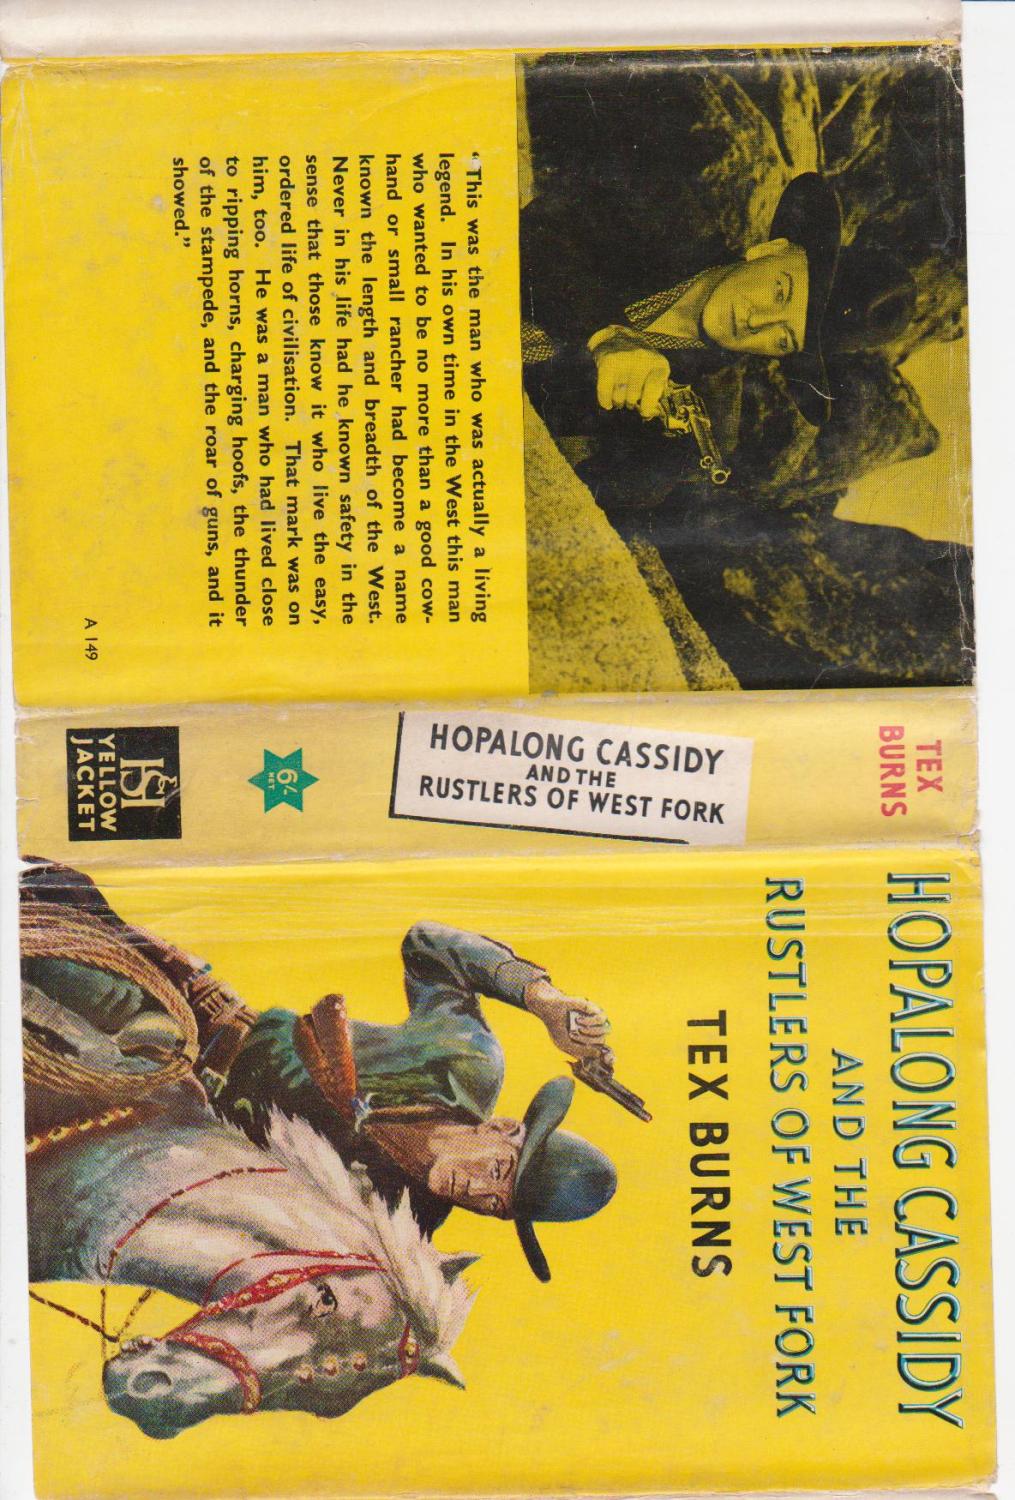 "This was the man who was actually a living
legend. In his own time in the West this man
who wanted to be no more than a good cow-
hand or small rancher had become a name
known the length and breadth of the West.
Never in his life had he known safety in the
sense that those know it who live the easy,
ordered life of civilisation. That mark was on
him, too. He was a man who had lived close
to ripping horns, charging hoofs, the thunder
of the stampede, and the roar of guns, and it
showed."
A 149
TEX
BURNS
HOPALONG CASSIDY
AND THE
RUSTLERS OF WEST FORK
6/-
NET
H&S
YELLOW
JACKET
HOPALONG CASSIDY
AND THE
RUSTLERS OF WEST FORK
TEX BURNS